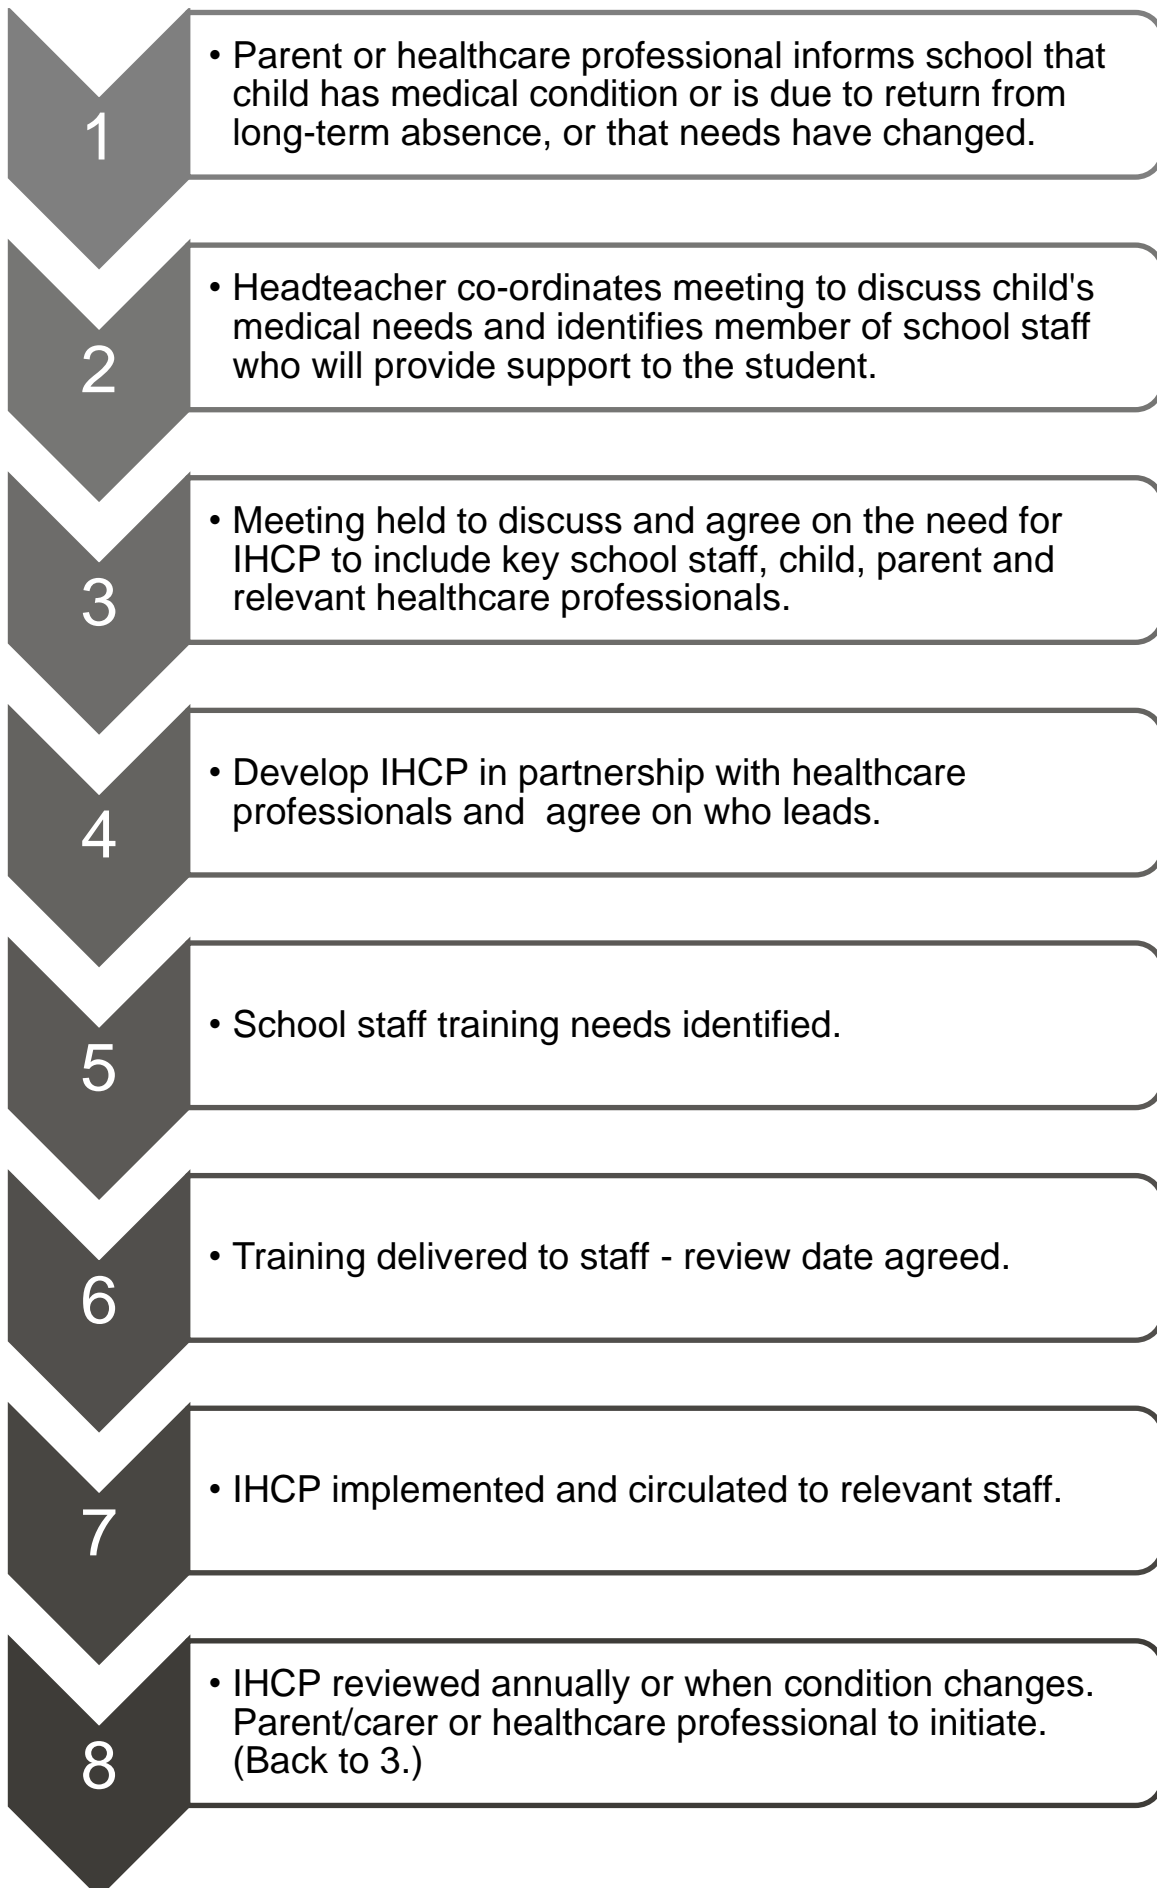 1
• Parent or healthcare professional informs school that
child has medical condition or is due to return from
long-term absence, or that needs have changed.
2
• Headteacher co-ordinates meeting to discuss child's
medical needs and identifies member of school staff
who will provide support to the student.
3
• Meeting held to discuss and agree on the need for
IHCP to include key school staff, child, parent and
relevant healthcare professionals.
4
• Develop IHCP in partnership with healthcare
professionals and  agree on who leads.
5
• School staff training needs identified.
6
• Training delivered to staff - review date agreed.
7
• IHCP implemented and circulated to relevant staff.
8
• IHCP reviewed annually or when condition changes.
Parent/carer or healthcare professional to initiate.
(Back to 3.)